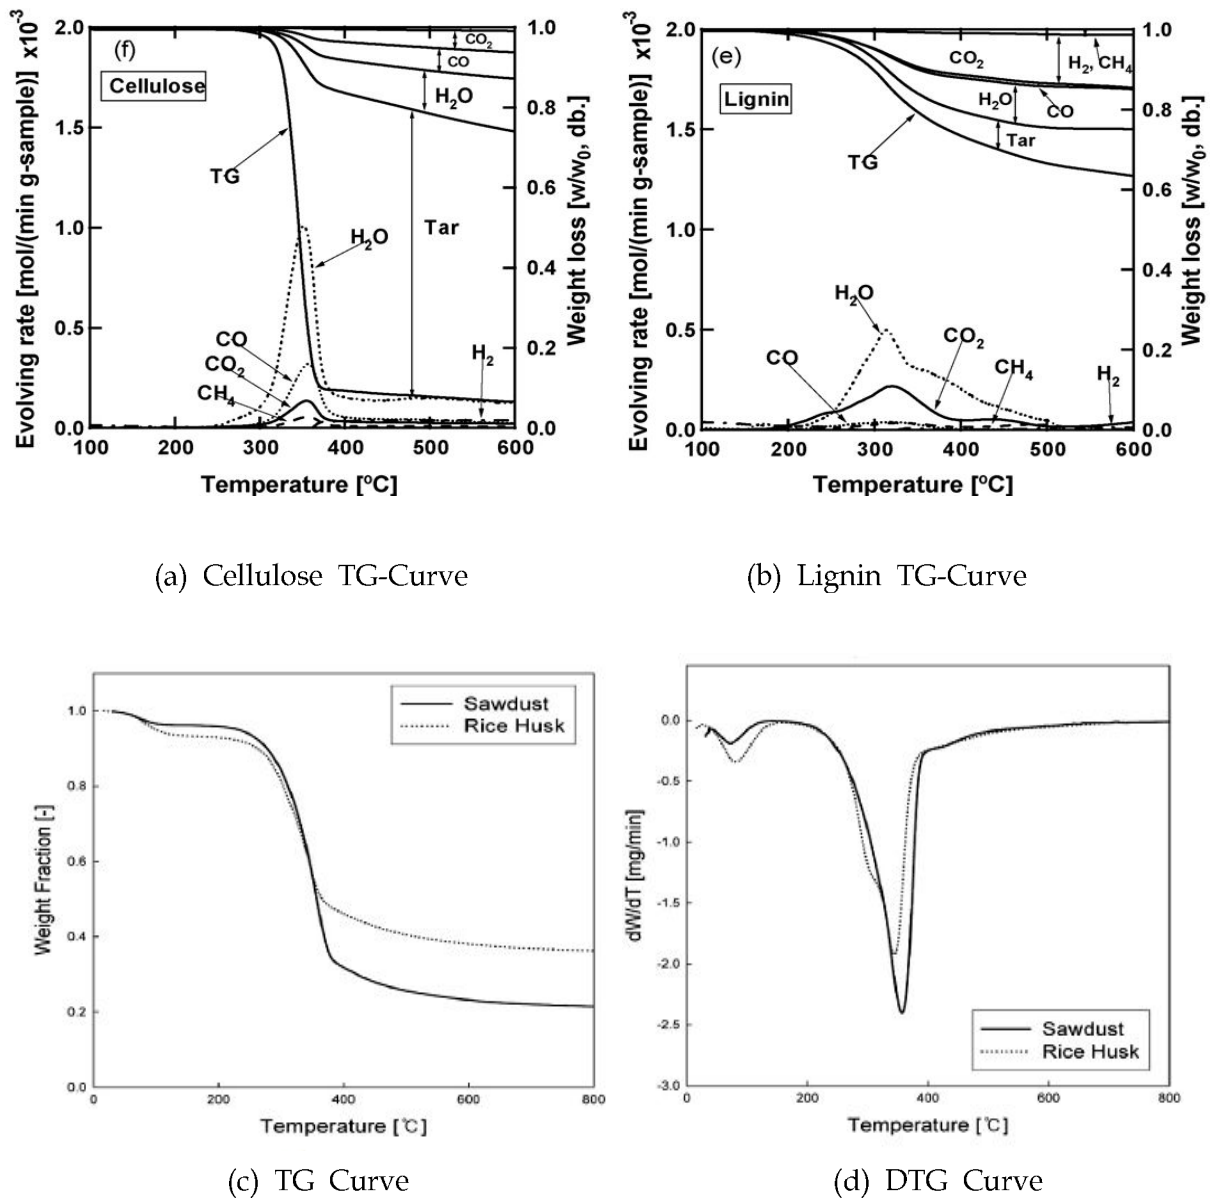 2.0
1.5
1.0
0.5
0.0
Evolving rate [mol/(min g-sample)] x10⁻³
(f)
Cellulose
CO₂
CO
H₂O
TG
Tar
H₂O
CO
CO₂
CH₄
H₂
1.0
0.8
0.6
0.4
0.2
0.0
Weight loss [w/w₀, db.]
100 200 300 400 500 600
Temperature [ºC]
(a) Cellulose TG-Curve
2.0
1.5
1.0
0.5
0.0
Evolving rate [mol/(min g-sample)] x10⁻³
(e)
Lignin
CO₂
H₂, CH₄
H₂O
CO
Tar
TG
H₂O
CO
CO₂
CH₄
H₂
1.0
0.8
0.6
0.4
0.2
0.0
Weight loss [w/w₀, db.]
100 200 300 400 500 600
Temperature [ºC]
(b) Lignin TG-Curve
Sawdust
Rice Husk
1.0
0.8
0.6
0.4
0.2
0.0
Weight Fraction [-]
0 200 400 600 800
Temperature [℃]
(c) TG Curve
0.0
-0.5
-1.0
-1.5
-2.0
-2.5
-3.0
dW/dT [mg/min]
Sawdust
Rice Husk
0 200 400 600 800
Temperature [℃]
(d) DTG Curve